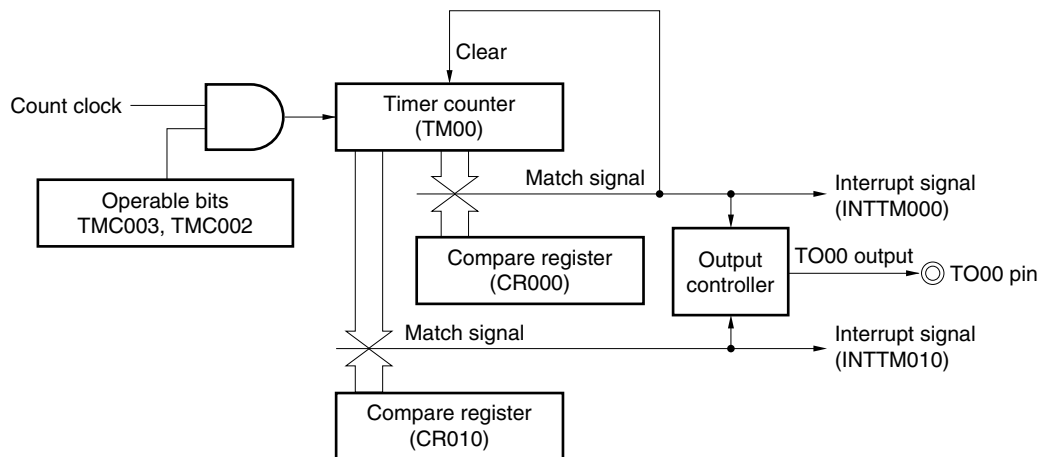 Clear
Count clock
Timer counter
(TM00)
Operable bits
TMC003, TMC002
Match signal
Interrupt signal
(INTTM000)
Compare register
(CR000)
Output
controller
TO00 output
TO00 pin
Match signal
Interrupt signal
(INTTM010)
Compare register
(CR010)